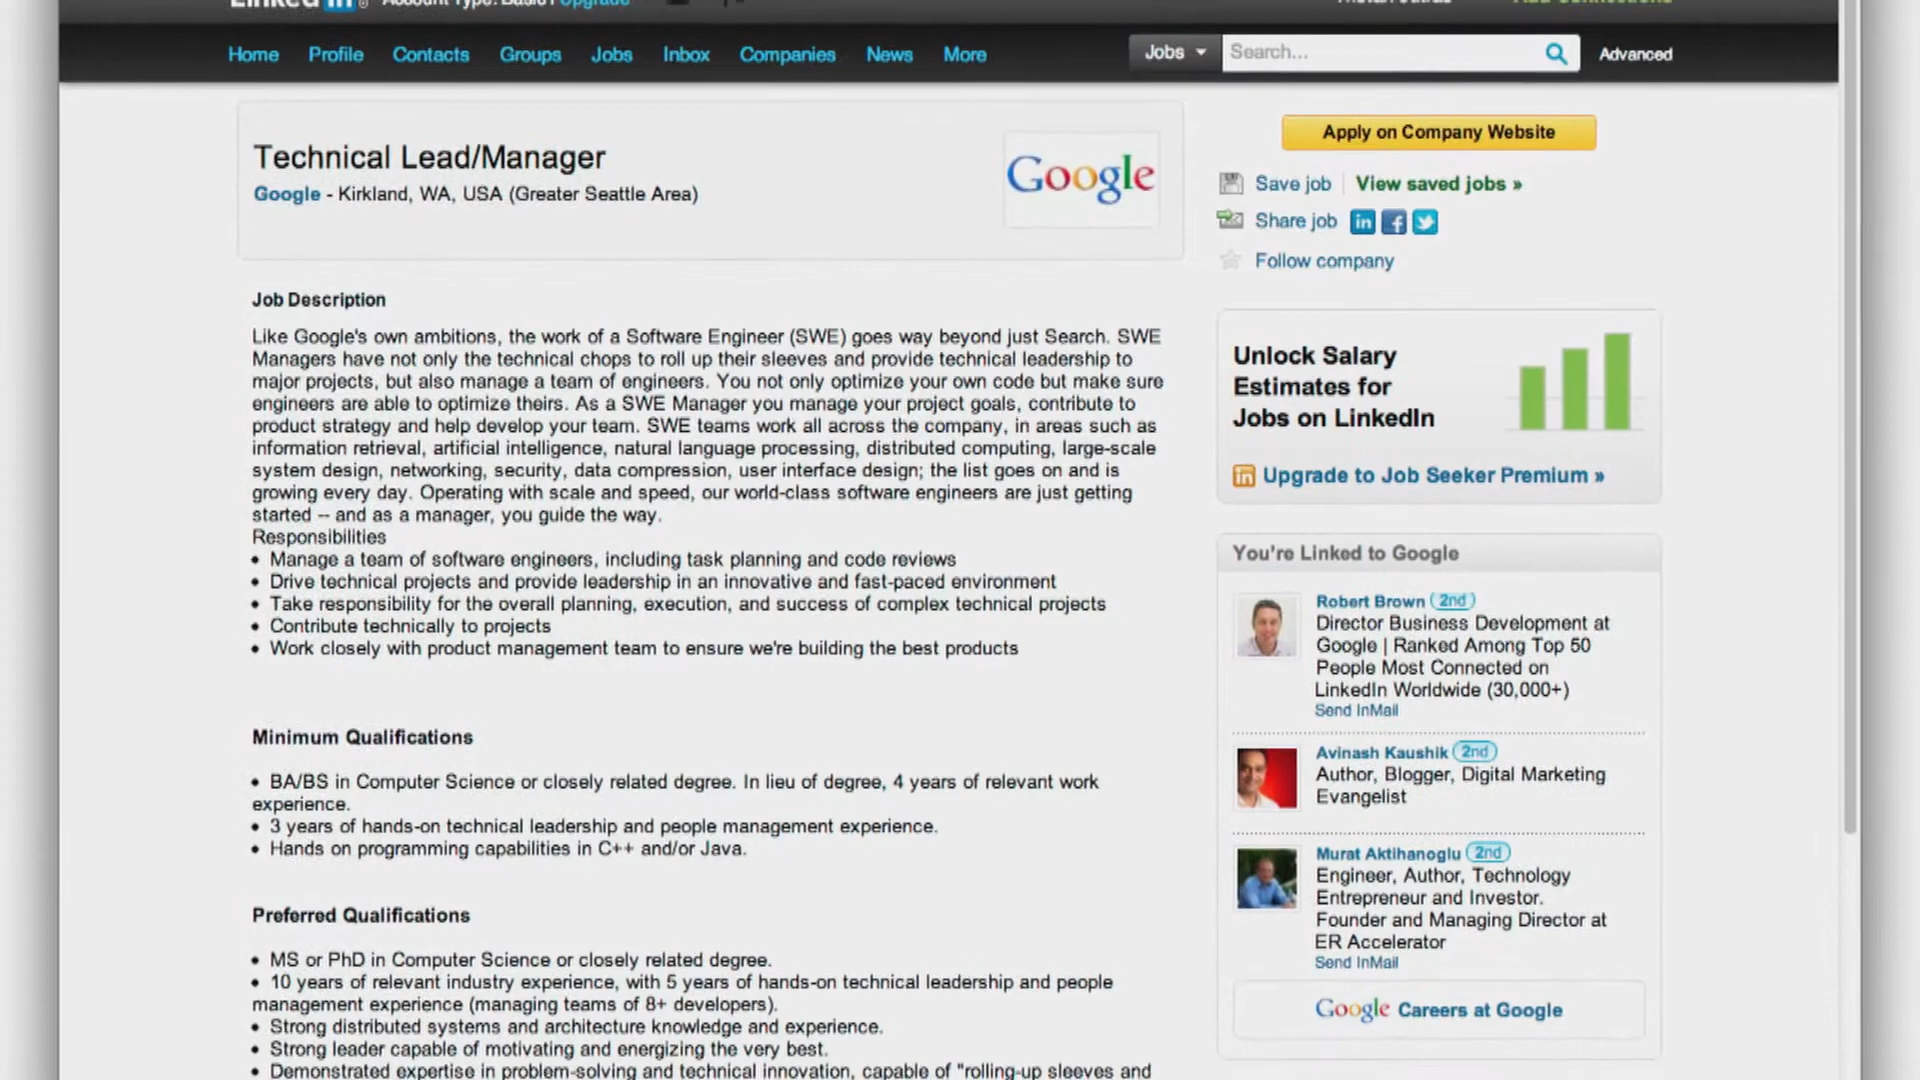 LinkedIn Account Type: Basic | Upgrade
Home Profile Contacts Groups Jobs Inbox Companies News More Jobs Search... Advanced
Technical Lead/Manager
Google - Kirkland, WA, USA (Greater Seattle Area)
Google
Job Description
Like Google's own ambitions, the work of a Software Engineer (SWE) goes way beyond just Search. SWE
Managers have not only the technical chops to roll up their sleeves and provide technical leadership to
major projects, but also manage a team of engineers. You not only optimize your own code but make sure
engineers are able to optimize theirs. As a SWE Manager you manage your project goals, contribute to
product strategy and help develop your team. SWE teams work all across the company, in areas such as
information retrieval, artificial intelligence, natural language processing, distributed computing, large-scale
system design, networking, security, data compression, user interface design; the list goes on and is
growing every day. Operating with scale and speed, our world-class software engineers are just getting
started -- and as a manager, you guide the way.
Responsibilities
• Manage a team of software engineers, including task planning and code reviews
• Drive technical projects and provide leadership in an innovative and fast-paced environment
• Take responsibility for the overall planning, execution, and success of complex technical projects
• Contribute technically to projects
• Work closely with product management team to ensure we're building the best products
Minimum Qualifications
• BA/BS in Computer Science or closely related degree. In lieu of degree, 4 years of relevant work
experience.
• 3 years of hands-on technical leadership and people management experience.
• Hands on programming capabilities in C++ and/or Java.
Preferred Qualifications
• MS or PhD in Computer Science or closely related degree.
• 10 years of relevant industry experience, with 5 years of hands-on technical leadership and people
management experience (managing teams of 8+ developers).
• Strong distributed systems and architecture knowledge and experience.
• Strong leader capable of motivating and energizing the very best.
• Demonstrated expertise in problem-solving and technical innovation, capable of "rolling-up sleeves and
Apply on Company Website
Save job View saved jobs »
Share job in f
Follow company
Unlock Salary
Estimates for
Jobs on LinkedIn
in Upgrade to Job Seeker Premium »
You're Linked to Google
Robert Brown 2nd
Director Business Development at
Google | Ranked Among Top 50
People Most Connected on
LinkedIn Worldwide (30,000+)
Send InMail
Avinash Kaushik 2nd
Author, Blogger, Digital Marketing
Evangelist
Murat Aktihanoglu 2nd
Engineer, Author, Technology
Entrepreneur and Investor.
Founder and Managing Director at
ER Accelerator
Send InMail
Google Careers at Google